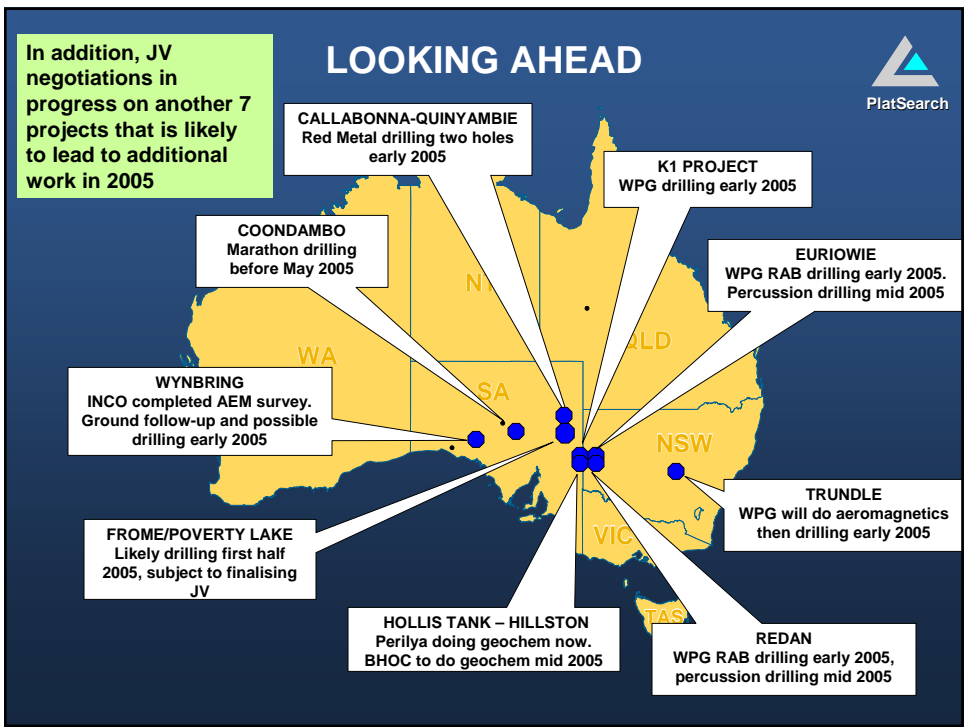 In addition, JV
negotiations in
progress on another 7
projects that is likely
to lead to additional
work in 2005
LOOKING AHEAD
PlatSearch
CALLABONNA-QUINYAMBIE
Red Metal drilling two holes
early 2005
K1 PROJECT
WPG drilling early 2005
COONDAMBO
Marathon drilling
before May 2005
EURIOWIE
WPG RAB drilling early 2005.
Percussion drilling mid 2005
NT
QLD
WA
SA
WYNBRING
INCO completed AEM survey.
Ground follow-up and possible
drilling early 2005
NSW
TRUNDLE
WPG will do aeromagnetics
then drilling early 2005
FROME/POVERTY LAKE
Likely drilling first half
2005, subject to finalising
JV
VIC
TAS
HOLLIS TANK – HILLSTON
Perilya doing geochem now.
BHOC to do geochem mid 2005
REDAN
WPG RAB drilling early 2005,
percussion drilling mid 2005